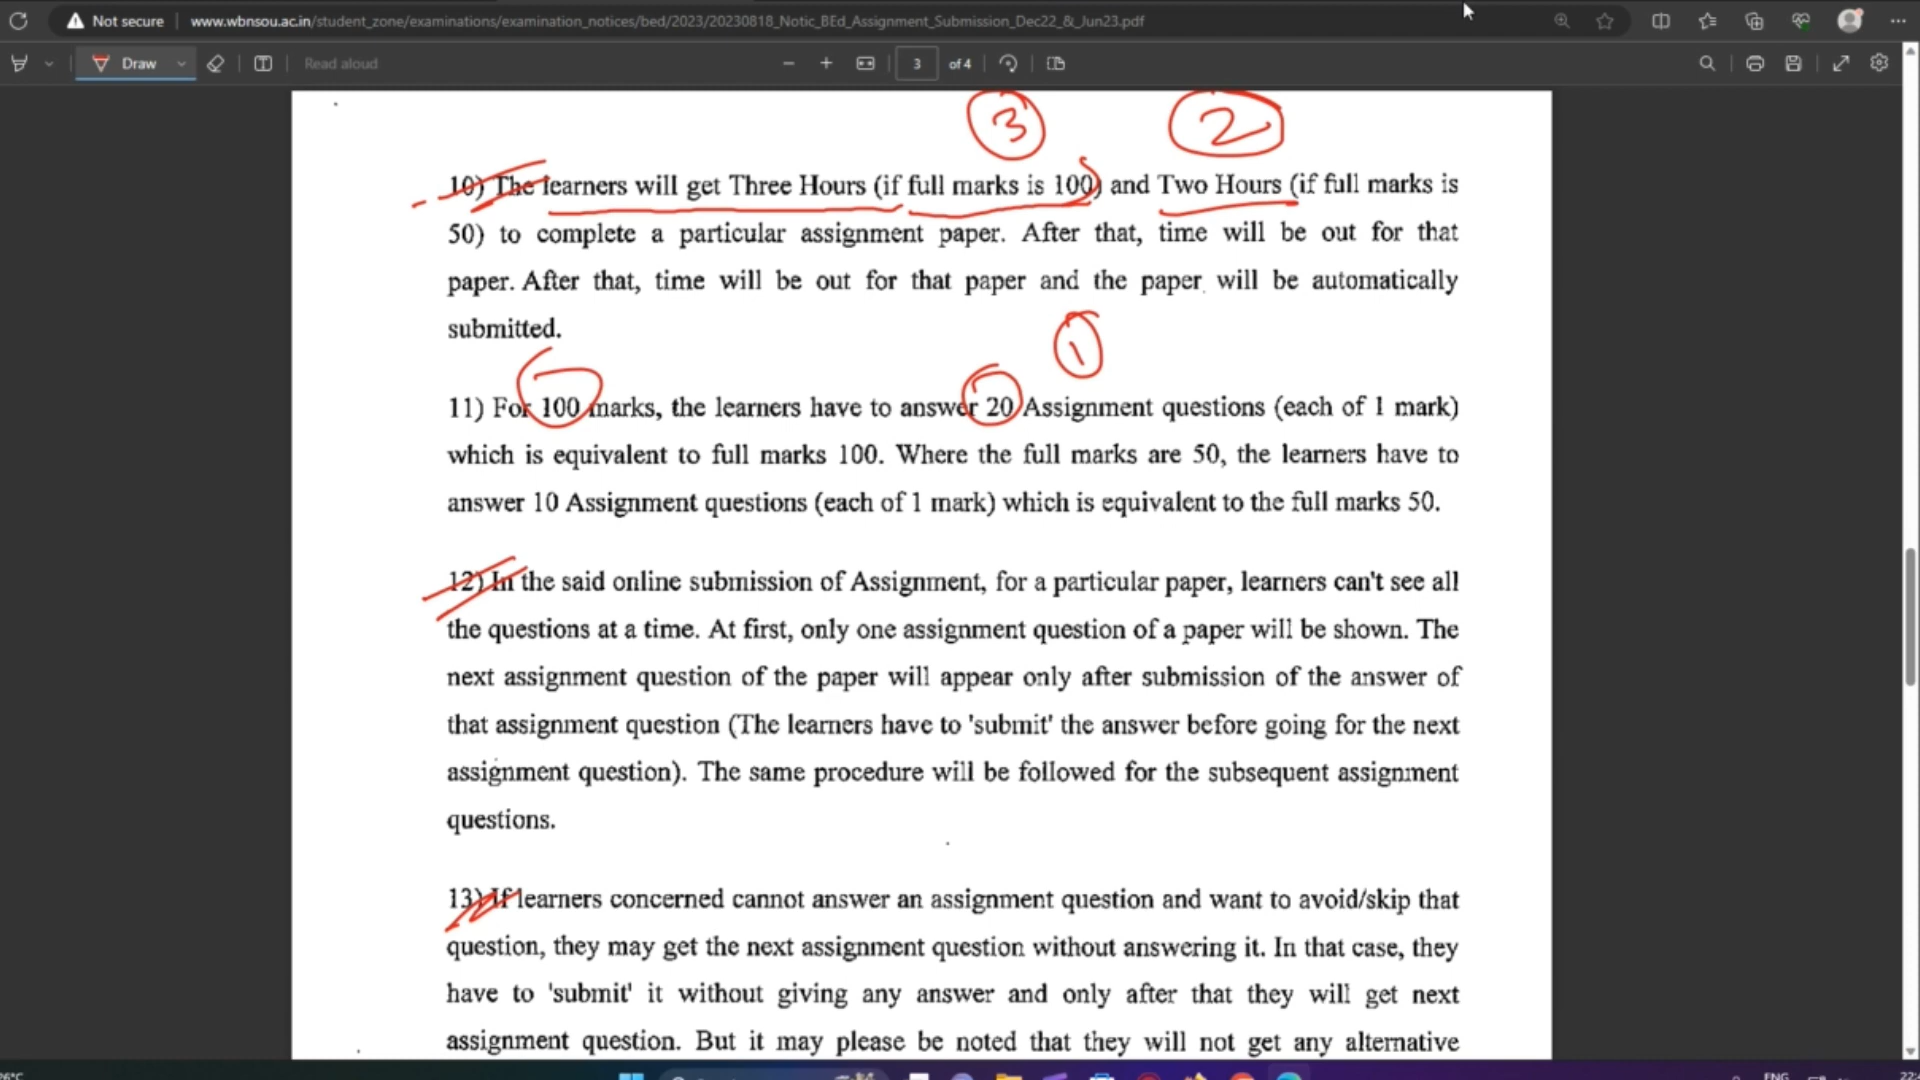 Not secure www.wbnsou.ac.in/student_zone/examinations/examination_notices/bed/2023/20230818_Notic_BEd_Assignment_Submission_Dec22_&_Jun23.pdf
Draw Read aloud 3 of 4
3 2
10) The learners will get Three Hours (if full marks is 100) and Two Hours (if full marks is
50) to complete a particular assignment paper. After that, time will be out for that
paper. After that, time will be out for that paper and the paper will be automatically
submitted.
1
11) For 100 marks, the learners have to answer 20 Assignment questions (each of 1 mark)
which is equivalent to full marks 100. Where the full marks are 50, the learners have to
answer 10 Assignment questions (each of 1 mark) which is equivalent to the full marks 50.
12) In the said online submission of Assignment, for a particular paper, learners can't see all
the questions at a time. At first, only one assignment question of a paper will be shown. The
next assignment question of the paper will appear only after submission of the answer of
that assignment question (The learners have to 'submit' the answer before going for the next
assignment question). The same procedure will be followed for the subsequent assignment
questions.
13) If learners concerned cannot answer an assignment question and want to avoid/skip that
question, they may get the next assignment question without answering it. In that case, they
have to 'submit' it without giving any answer and only after that they will get next
assignment question. But it may please be noted that they will not get any alternative
ENG